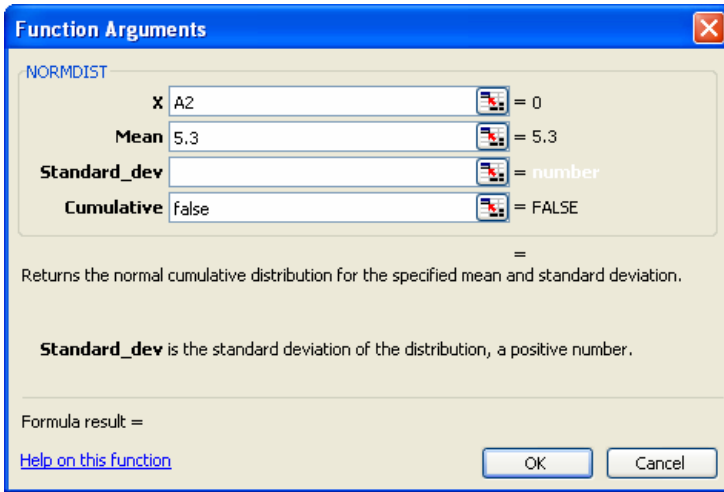 Function Arguments
NORMDIST
X A2 = 0
Mean 5.3 = 5.3
Standard_dev = number
Cumulative false = FALSE
=
Returns the normal cumulative distribution for the specified mean and standard deviation.
Standard_dev is the standard deviation of the distribution, a positive number.
Formula result =
Help on this function
OK Cancel